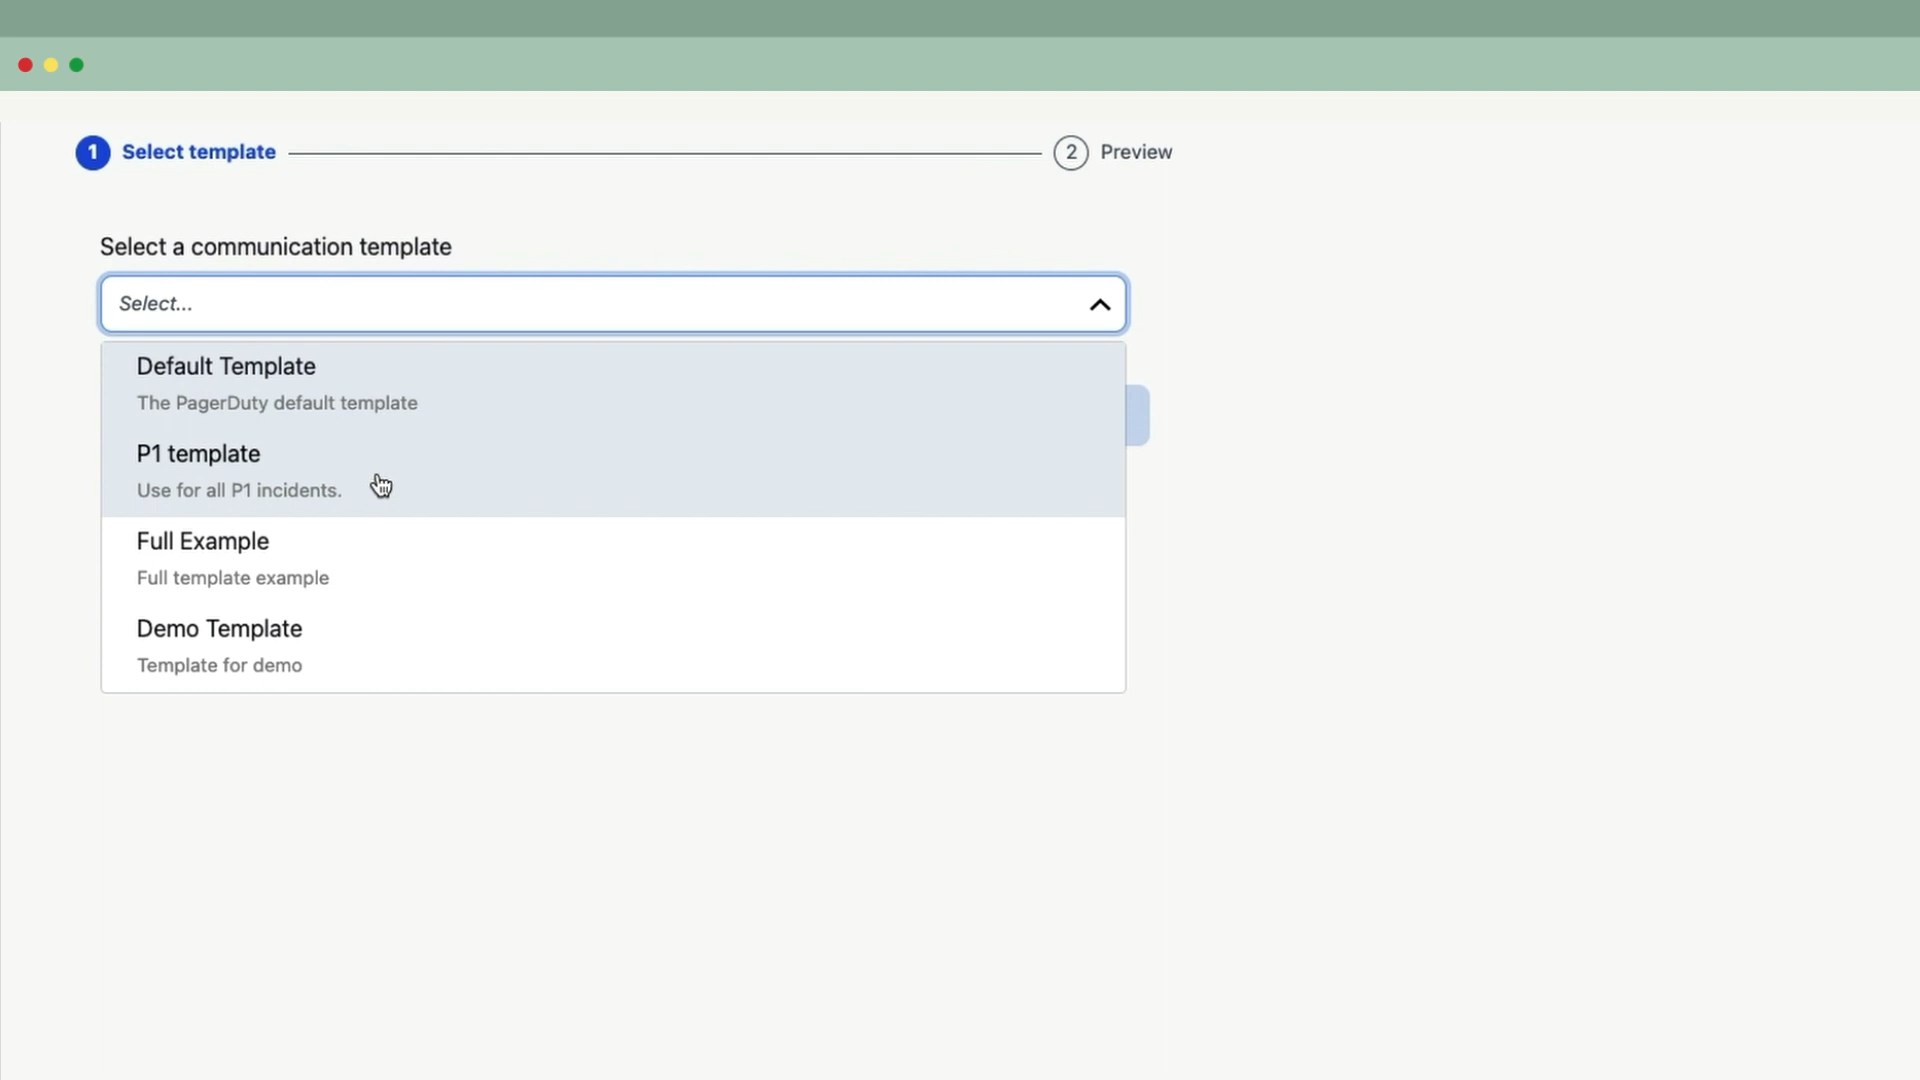 1 Select template
2 Preview
Select a communication template
Select...
Default Template
The PagerDuty default template
P1 template
Use for all P1 incidents.
Full Example
Full template example
Demo Template
Template for demo